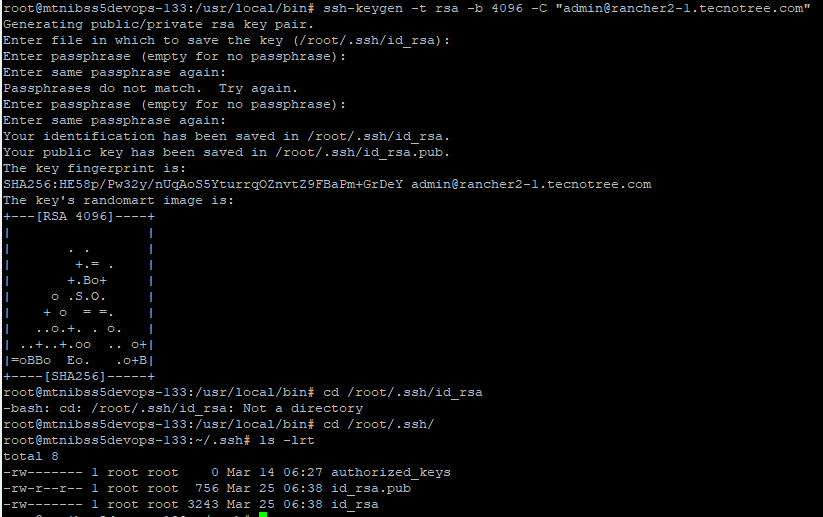 root@mtnibss5devops-133:/usr/local/bin# ssh-keygen -t rsa -b 4096 -C "admin@rancher2-1.tecnotree.com"
Generating public/private rsa key pair.
Enter file in which to save the key (/root/.ssh/id_rsa):
Enter passphrase (empty for no passphrase):
Enter same passphrase again:
Passphrases do not match.  Try again.
Enter passphrase (empty for no passphrase):
Enter same passphrase again:
Your identification has been saved in /root/.ssh/id_rsa.
Your public key has been saved in /root/.ssh/id_rsa.pub.
The key fingerprint is:
SHA256:HE58p/Pw32y/nUqAoS5YturrqOZnvtZ9FBaPm+GrDeY admin@rancher2-1.tecnotree.com
The key's randomart image is:
+---[RSA 4096]----+
|                 |
|       . .       |
|        +.= .    |
|       +.Bo+     |
|     o .S.O.     |
|    + o  = =.    |
|   ..o.+. . o.   |
| ..+..+.oo  .. o+|
|=oBBo  Eo.   .o+B|
+----[SHA256]-----+
root@mtnibss5devops-133:/usr/local/bin# cd /root/.ssh/id_rsa
-bash: cd: /root/.ssh/id_rsa: Not a directory
root@mtnibss5devops-133:/usr/local/bin# cd /root/.ssh/
root@mtnibss5devops-133:~/.ssh# ls -lrt
total 8
-rw------- 1 root root    0 Mar 14 06:27 authorized_keys
-rw-r--r-- 1 root root  756 Mar 25 06:38 id_rsa.pub
-rw------- 1 root root 3243 Mar 25 06:38 id_rsa